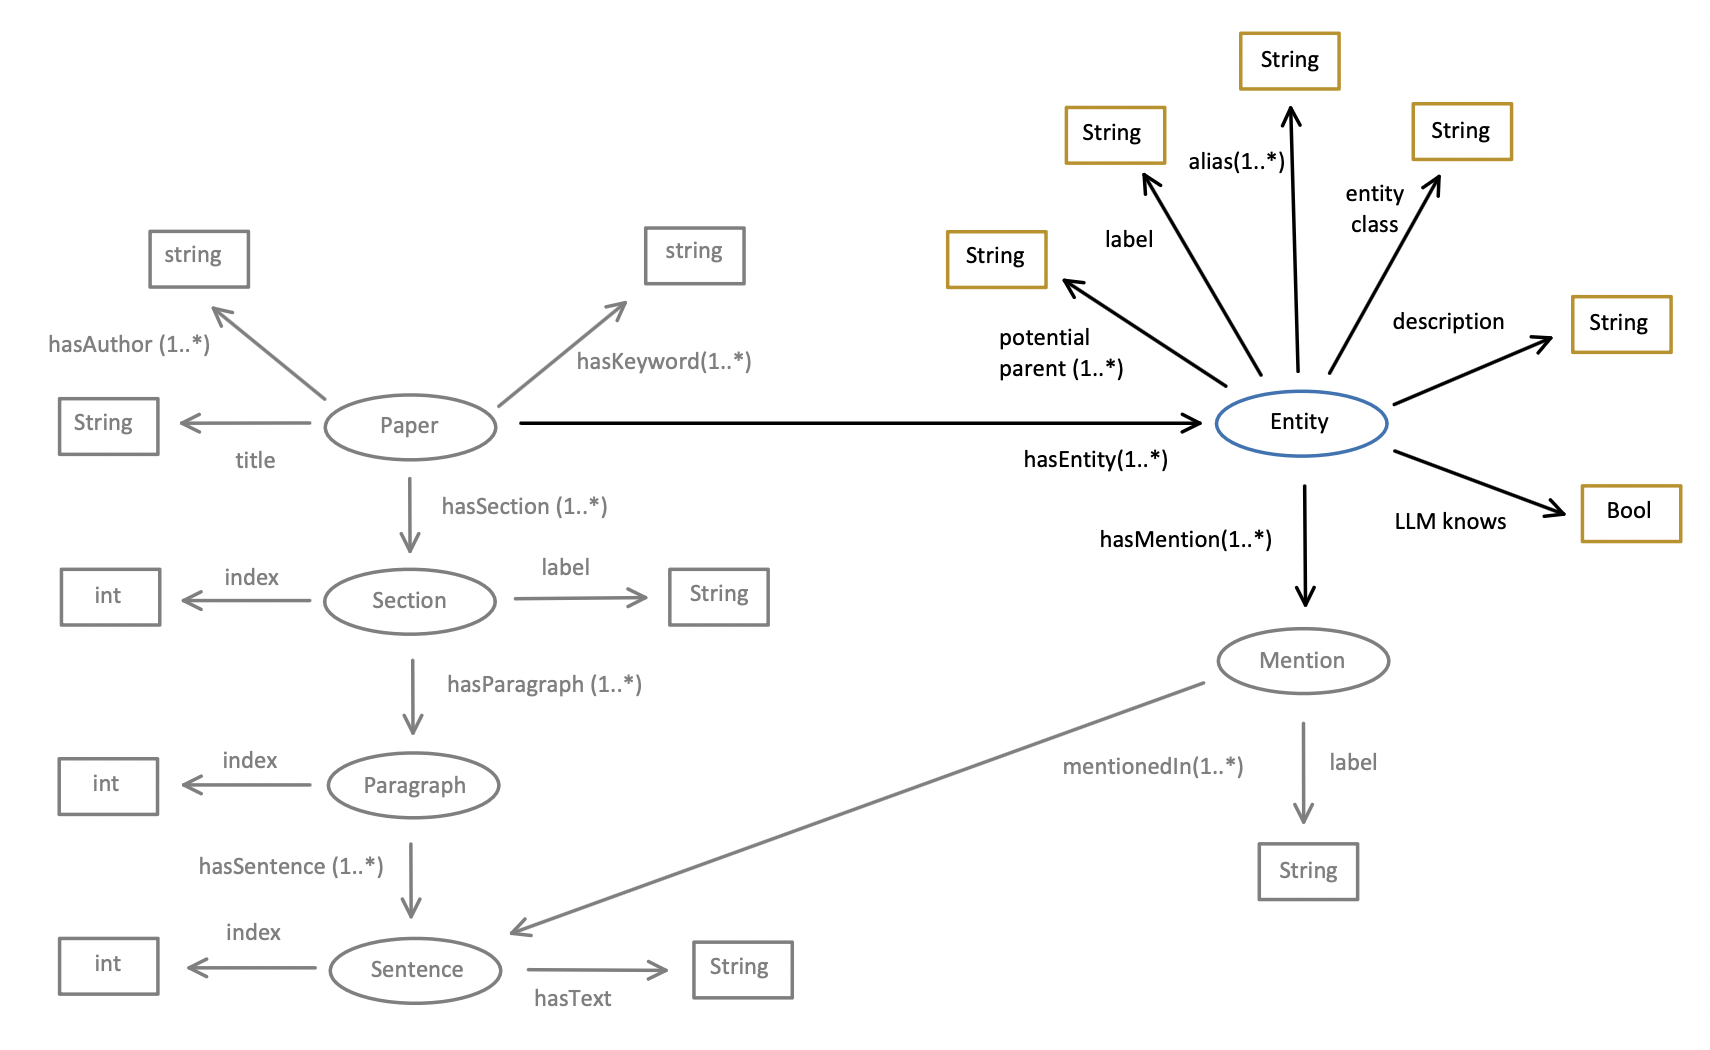 String
String
String
alias(1..*)
entity
class
label
string
string
String
potential
parent (1..*)
description
String
hasAuthor (1..*)
hasKeyword(1..*)
String
title
Paper
hasEntity(1..*)
Entity
hasSection (1..*)
hasMention(1..*)
LLM knows
Bool
int
index
Section
label
String
hasParagraph (1..*)
Mention
int
index
Paragraph
mentionedIn(1..*)
label
hasSentence (1..*)
String
int
index
Sentence
hasText
String